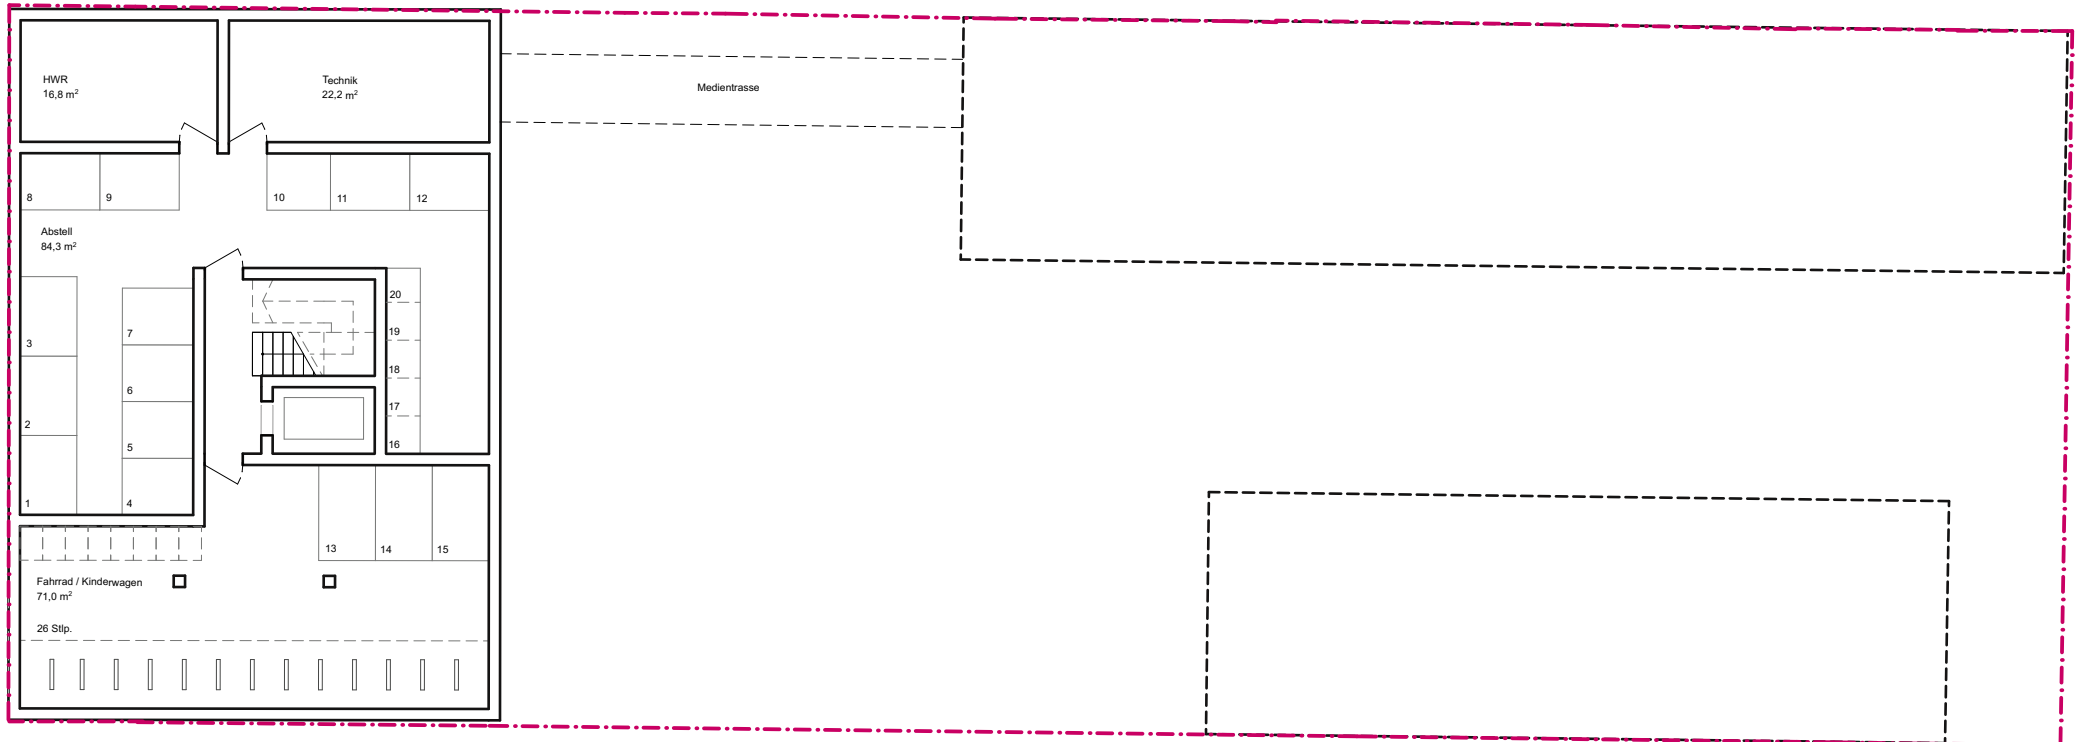 HWR
16,8 m²
Technik
22,2 m²
Medientrasse
8
9
10
11
12
Abstell
84,3 m²
20
7
19
3
18
6
17
2
5
16
1
4
13
14
15
Fahrrad / Kinderwagen
71,0 m²
26 Stlp.